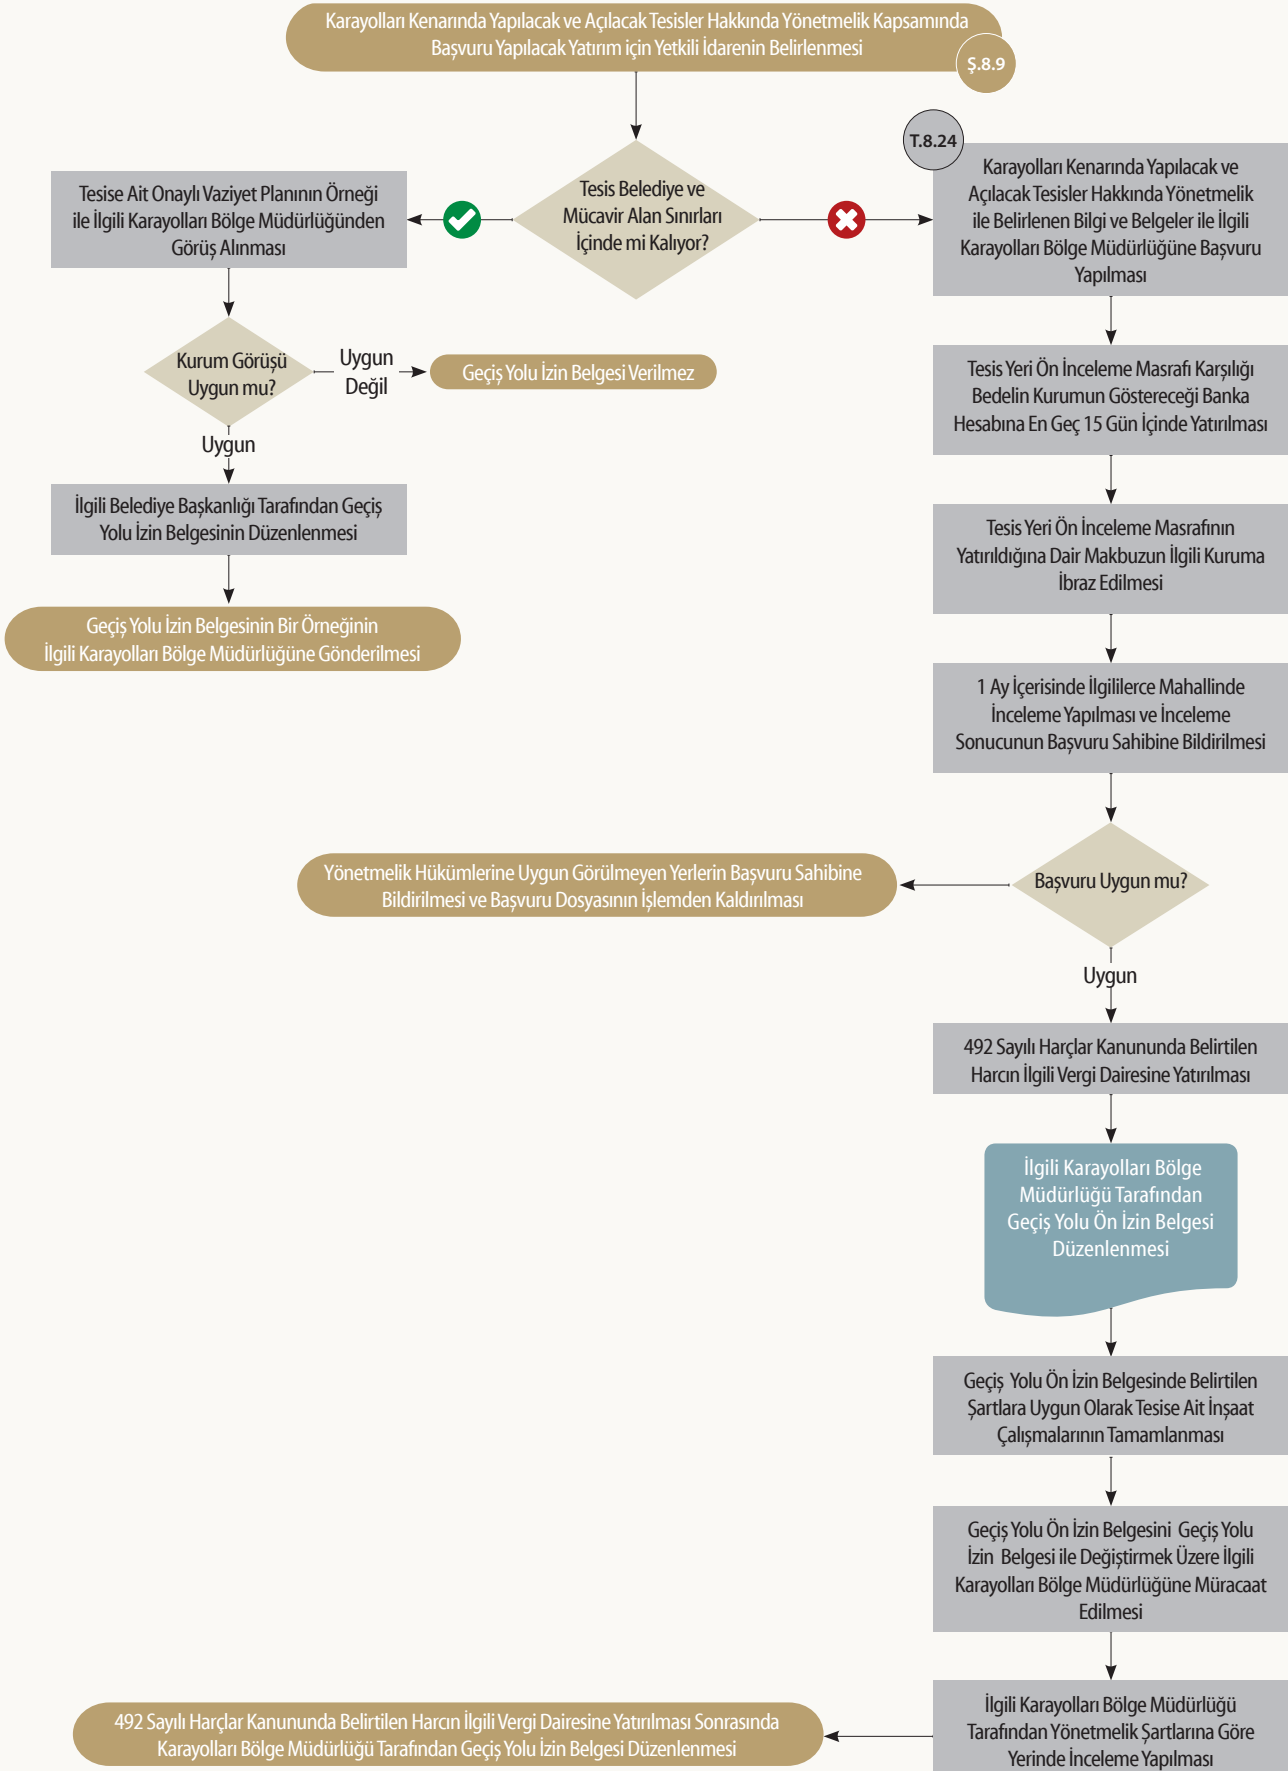 Karayolları Kenarında Yapılacak ve Açılacak Tesisler Hakkında Yönetmelik Kapsamında
Başvuru Yapılacak Yatırım için Yetkili İdarenin Belirlenmesi
Ş.8.9
Tesis Belediye ve
Mücavir Alan Sınırları
İçinde mi Kalıyor?
Tesise Ait Onaylı Vaziyet Planının Örneği
ile İlgili Karayolları Bölge Müdürlüğünden
Görüş Alınması
Kurum Görüşü
Uygun mu?
Uygun
Değil
Geçiş Yolu İzin Belgesi Verilmez
Uygun
İlgili Belediye Başkanlığı Tarafından Geçiş
Yolu İzin Belgesinin Düzenlenmesi
Geçiş Yolu İzin Belgesinin Bir Örneğinin
İlgili Karayolları Bölge Müdürlüğüne Gönderilmesi
T.8.24
Karayolları Kenarında Yapılacak ve
Açılacak Tesisler Hakkında Yönetmelik
ile Belirlenen Bilgi ve Belgeler ile İlgili
Karayolları Bölge Müdürlüğüne Başvuru
Yapılması
Tesis Yeri Ön İnceleme Masrafı Karşılığı
Bedelin Kurumun Göstereceği Banka
Hesabına En Geç 15 Gün İçinde Yatırılması
Tesis Yeri Ön İnceleme Masrafının
Yatırıldığına Dair Makbuzun İlgili Kuruma
İbraz Edilmesi
1 Ay İçerisinde İlgililerce Mahallinde
İnceleme Yapılması ve İnceleme
Sonucunun Başvuru Sahibine Bildirilmesi
Başvuru Uygun mu?
Yönetmelik Hükümlerine Uygun Görülmeyen Yerlerin Başvuru Sahibine
Bildirilmesi ve Başvuru Dosyasının İşlemden Kaldırılması
Uygun
492 Sayılı Harçlar Kanununda Belirtilen
Harcın İlgili Vergi Dairesine Yatırılması
İlgili Karayolları Bölge
Müdürlüğü Tarafından
Geçiş Yolu Ön İzin Belgesi
Düzenlenmesi
Geçiş Yolu Ön İzin Belgesinde Belirtilen
Şartlara Uygun Olarak Tesise Ait İnşaat
Çalışmalarının Tamamlanması
Geçiş Yolu Ön İzin Belgesini Geçiş Yolu
İzin Belgesi ile Değiştirmek Üzere İlgili
Karayolları Bölge Müdürlüğüne Müracaat
Edilmesi
İlgili Karayolları Bölge Müdürlüğü
Tarafından Yönetmelik Şartlarına Göre
Yerinde İnceleme Yapılması
492 Sayılı Harçlar Kanununda Belirtilen Harcın İlgili Vergi Dairesine Yatırılması Sonrasında
Karayolları Bölge Müdürlüğü Tarafından Geçiş Yolu İzin Belgesi Düzenlenmesi